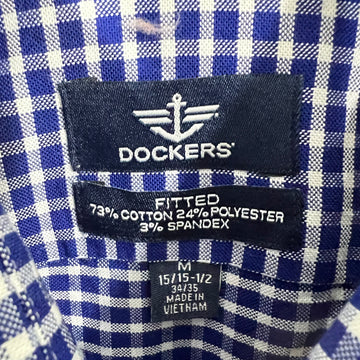 DOCKERS®
FITTED
73% COTTON 24% POLYESTER
3% SPANDEX
M
15/15-1/2
34/35
MADE IN
VIETNAM